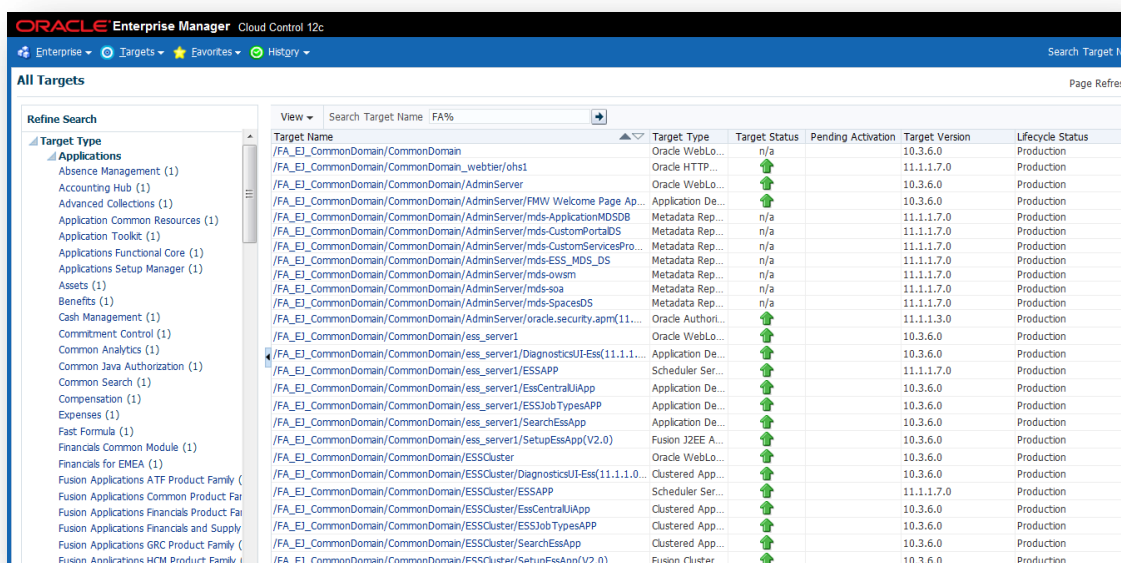 ORACLE Enterprise Manager Cloud Control 12c
Enterprise Targets Favorites History Search Target N
All Targets
Page Refres
Refine Search
Target Type
Applications
Absence Management (1)
Accounting Hub (1)
Advanced Collections (1)
Application Common Resources (1)
Application Toolkit (1)
Applications Functional Core (1)
Applications Setup Manager (1)
Assets (1)
Benefits (1)
Cash Management (1)
Commitment Control (1)
Common Analytics (1)
Common Java Authorization (1)
Common Search (1)
Compensation (1)
Expenses (1)
Fast Formula (1)
Financials Common Module (1)
Financials for EMEA (1)
Fusion Applications ATF Product Family (
Fusion Applications Common Product Far
Fusion Applications Financials Product Fa
Fusion Applications Financials and Supply
Fusion Applications GRC Product Family (
Fusion Applications HCM Product Family
View Search Target Name FA%
Target Name Target Type Target Status Pending Activation Target Version Lifecycle Status
/FA_EJ_CommonDomain/CommonDomain Oracle WebLo... n/a 10.3.6.0 Production
/FA_EJ_CommonDomain/CommonDomain_webtier/ohs1 Oracle HTTP... 11.1.1.7.0 Production
/FA_EJ_CommonDomain/CommonDomain/AdminServer Oracle WebLo... 10.3.6.0 Production
/FA_EJ_CommonDomain/CommonDomain/AdminServer/FMW Welcome Page Ap... Application De... 10.3.6.0 Production
/FA_EJ_CommonDomain/CommonDomain/AdminServer/mds-ApplicationMDSDB Metadata Rep... n/a 11.1.1.7.0 Production
/FA_EJ_CommonDomain/CommonDomain/AdminServer/mds-CustomPortalDS Metadata Rep... n/a 11.1.1.7.0 Production
/FA_EJ_CommonDomain/CommonDomain/AdminServer/mds-CustomServicesPro... Metadata Rep... n/a 11.1.1.7.0 Production
/FA_EJ_CommonDomain/CommonDomain/AdminServer/mds-ESS_MDS_DS Metadata Rep... n/a 11.1.1.7.0 Production
/FA_EJ_CommonDomain/CommonDomain/AdminServer/mds-owsm Metadata Rep... n/a 11.1.1.7.0 Production
/FA_EJ_CommonDomain/CommonDomain/AdminServer/mds-soa Metadata Rep... n/a 11.1.1.7.0 Production
/FA_EJ_CommonDomain/CommonDomain/AdminServer/mds-SpacesDS Metadata Rep... n/a 11.1.1.7.0 Production
/FA_EJ_CommonDomain/CommonDomain/AdminServer/oracle.security.apm(11.... Oracle Authori... 11.1.1.3.0 Production
/FA_EJ_CommonDomain/CommonDomain/ess_server1 Oracle WebLo... 10.3.6.0 Production
/FA_EJ_CommonDomain/CommonDomain/ess_server1/DiagnosticsUI-Ess(11.1.1.... Application De... 10.3.6.0 Production
/FA_EJ_CommonDomain/CommonDomain/ess_server1/ESSAPP Scheduler Ser... 11.1.1.7.0 Production
/FA_EJ_CommonDomain/CommonDomain/ess_server1/EssCentralUiApp Application De... 10.3.6.0 Production
/FA_EJ_CommonDomain/CommonDomain/ess_server1/ESSJobTypesAPP Application De... 10.3.6.0 Production
/FA_EJ_CommonDomain/CommonDomain/ess_server1/SearchEssApp Application De... 10.3.6.0 Production
/FA_EJ_CommonDomain/CommonDomain/ess_server1/SetupEssApp(V2.0) Fusion J2EE A... 10.3.6.0 Production
/FA_EJ_CommonDomain/CommonDomain/ESSCluster Oracle WebLo... 10.3.6.0 Production
/FA_EJ_CommonDomain/CommonDomain/ESSCluster/DiagnosticsUI-Ess(11.1.1.0... Clustered App... 10.3.6.0 Production
/FA_EJ_CommonDomain/CommonDomain/ESSCluster/ESSAPP Scheduler Ser... 11.1.1.7.0 Production
/FA_EJ_CommonDomain/CommonDomain/ESSCluster/EssCentralUiApp Clustered App... 10.3.6.0 Production
/FA_EJ_CommonDomain/CommonDomain/ESSCluster/ESSJobTypesAPP Clustered App... 10.3.6.0 Production
/FA_EJ_CommonDomain/CommonDomain/ESSCluster/SearchEssApp Clustered App... 10.3.6.0 Production
/FA_EJ_CommonDomain/CommonDomain/ESSCluster/SetupEssApp(V2.0) Fusion Cluster 10.3.6.0 Production